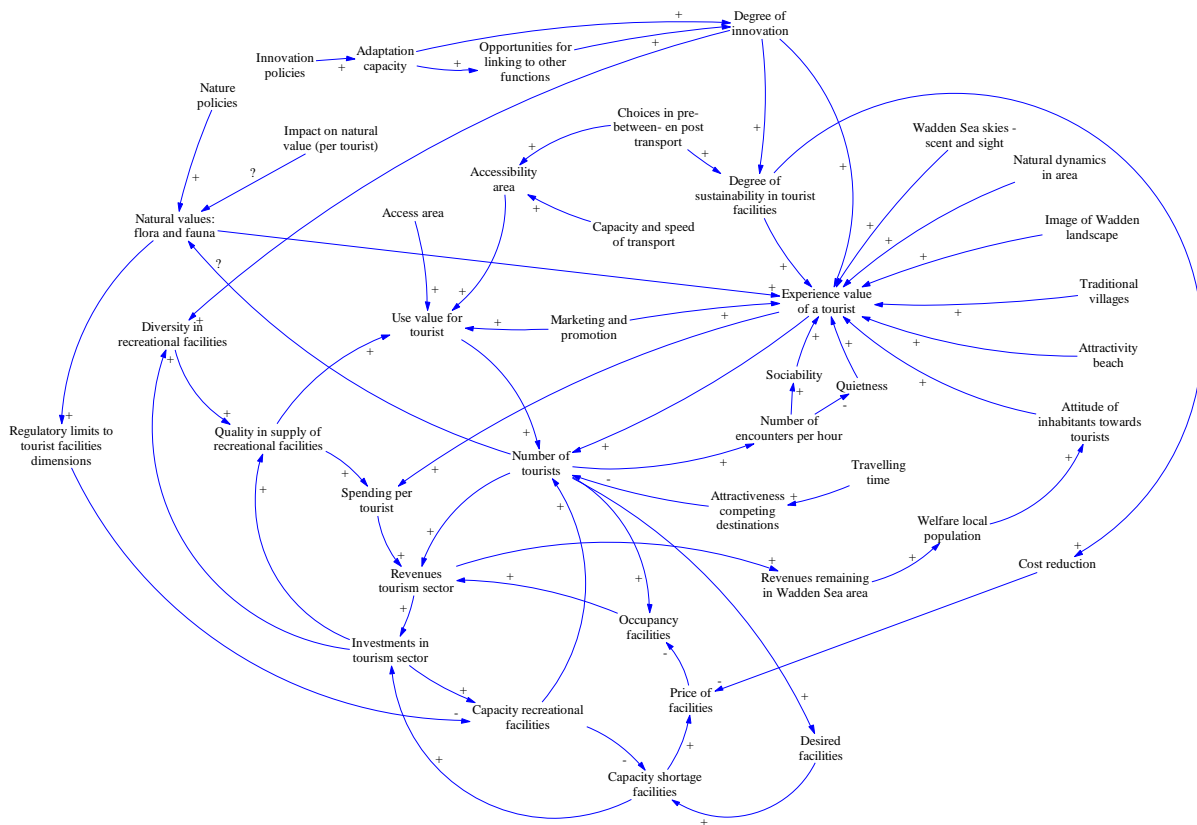 Degree of
innovation
Innovation
policies
Adaptation
capacity
Opportunities for
linking to other
functions
Nature
policies
Impact on natural
value (per tourist)
Choices in pre-
between- en post
transport
Wadden Sea skies -
scent and sight
Natural dynamics
in area
Accessibility
area
Degree of
sustainability in tourist
facilities
Natural values:
flora and fauna
Access area
Capacity and speed
of transport
Image of Wadden
landscape
Traditional
villages
Experience value
of a tourist
Diversity in
recreational facilities
Use value for
tourist
Marketing and
promotion
Attractivity
beach
Sociability
Quietness
Regulatory limits to
tourist facilities
dimensions
Quality in supply of
recreational facilities
Number of
encounters per hour
Attitude of
inhabitants towards
tourists
Number of
tourists
Travelling
time
Spending per
tourist
Attractiveness
competing
destinations
Welfare local
population
Revenues
tourism sector
Revenues remaining
in Wadden Sea area
Cost reduction
Occupancy
facilities
Investments in
tourism sector
Price of
facilities
Capacity recreational
facilities
Desired
facilities
Capacity shortage
facilities